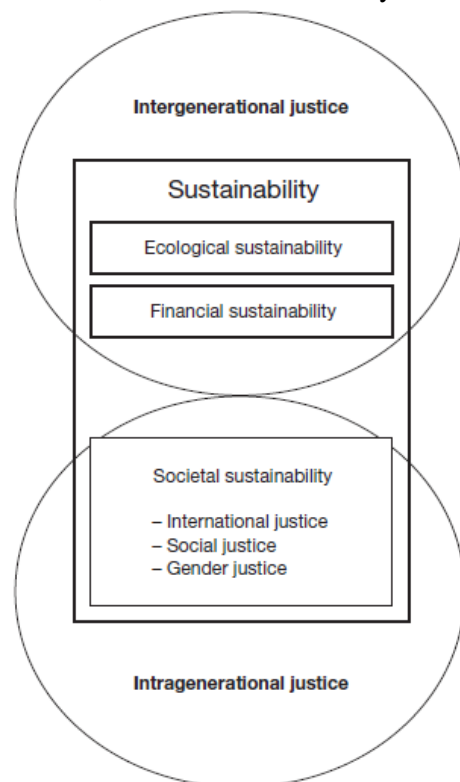 Intergenerational justice
Sustainability
Ecological sustainability
Financial sustainability
Societal sustainability
– International justice
– Social justice
– Gender justice
Intragenerational justice